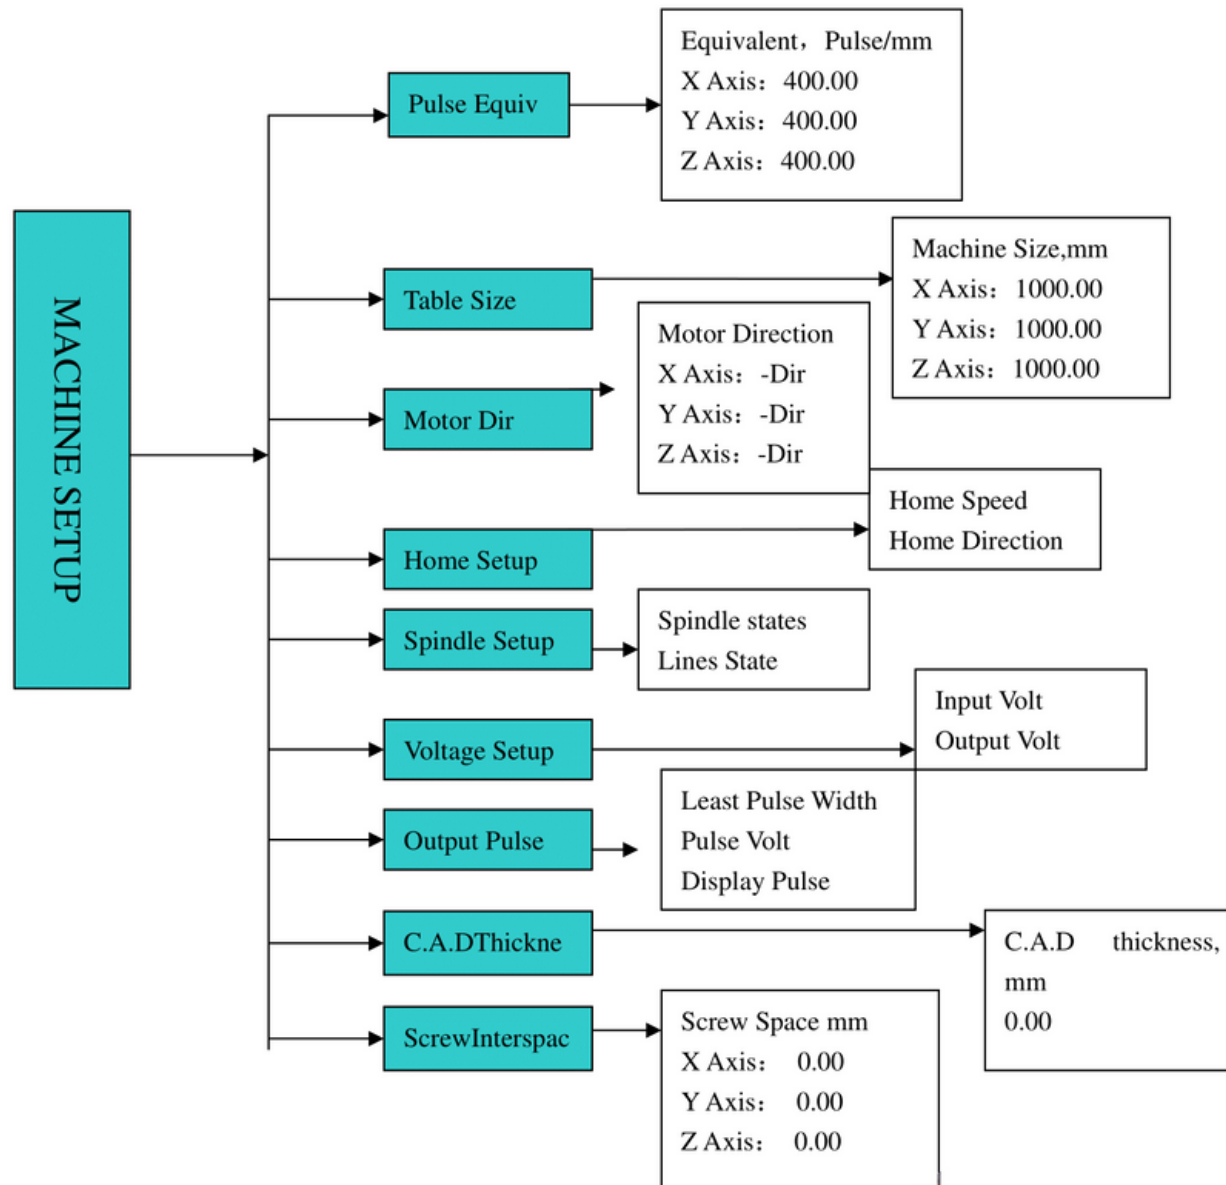 MACHINE SETUP
Pulse Equiv
Equivalent，Pulse/mm
X Axis：400.00
Y Axis：400.00
Z Axis：400.00
Table Size
Machine Size,mm
X Axis：1000.00
Y Axis：1000.00
Z Axis：1000.00
Motor Dir
Motor Direction
X Axis：-Dir
Y Axis：-Dir
Z Axis：-Dir
Home Setup
Home Speed
Home Direction
Spindle Setup
Spindle states
Lines State
Voltage Setup
Input Volt
Output Volt
Output Pulse
Least Pulse Width
Pulse Volt
Display Pulse
C.A.DThickne
C.A.D thickness,
mm
0.00
ScrewInterspac
Screw Space mm
X Axis： 0.00
Y Axis： 0.00
Z Axis： 0.00